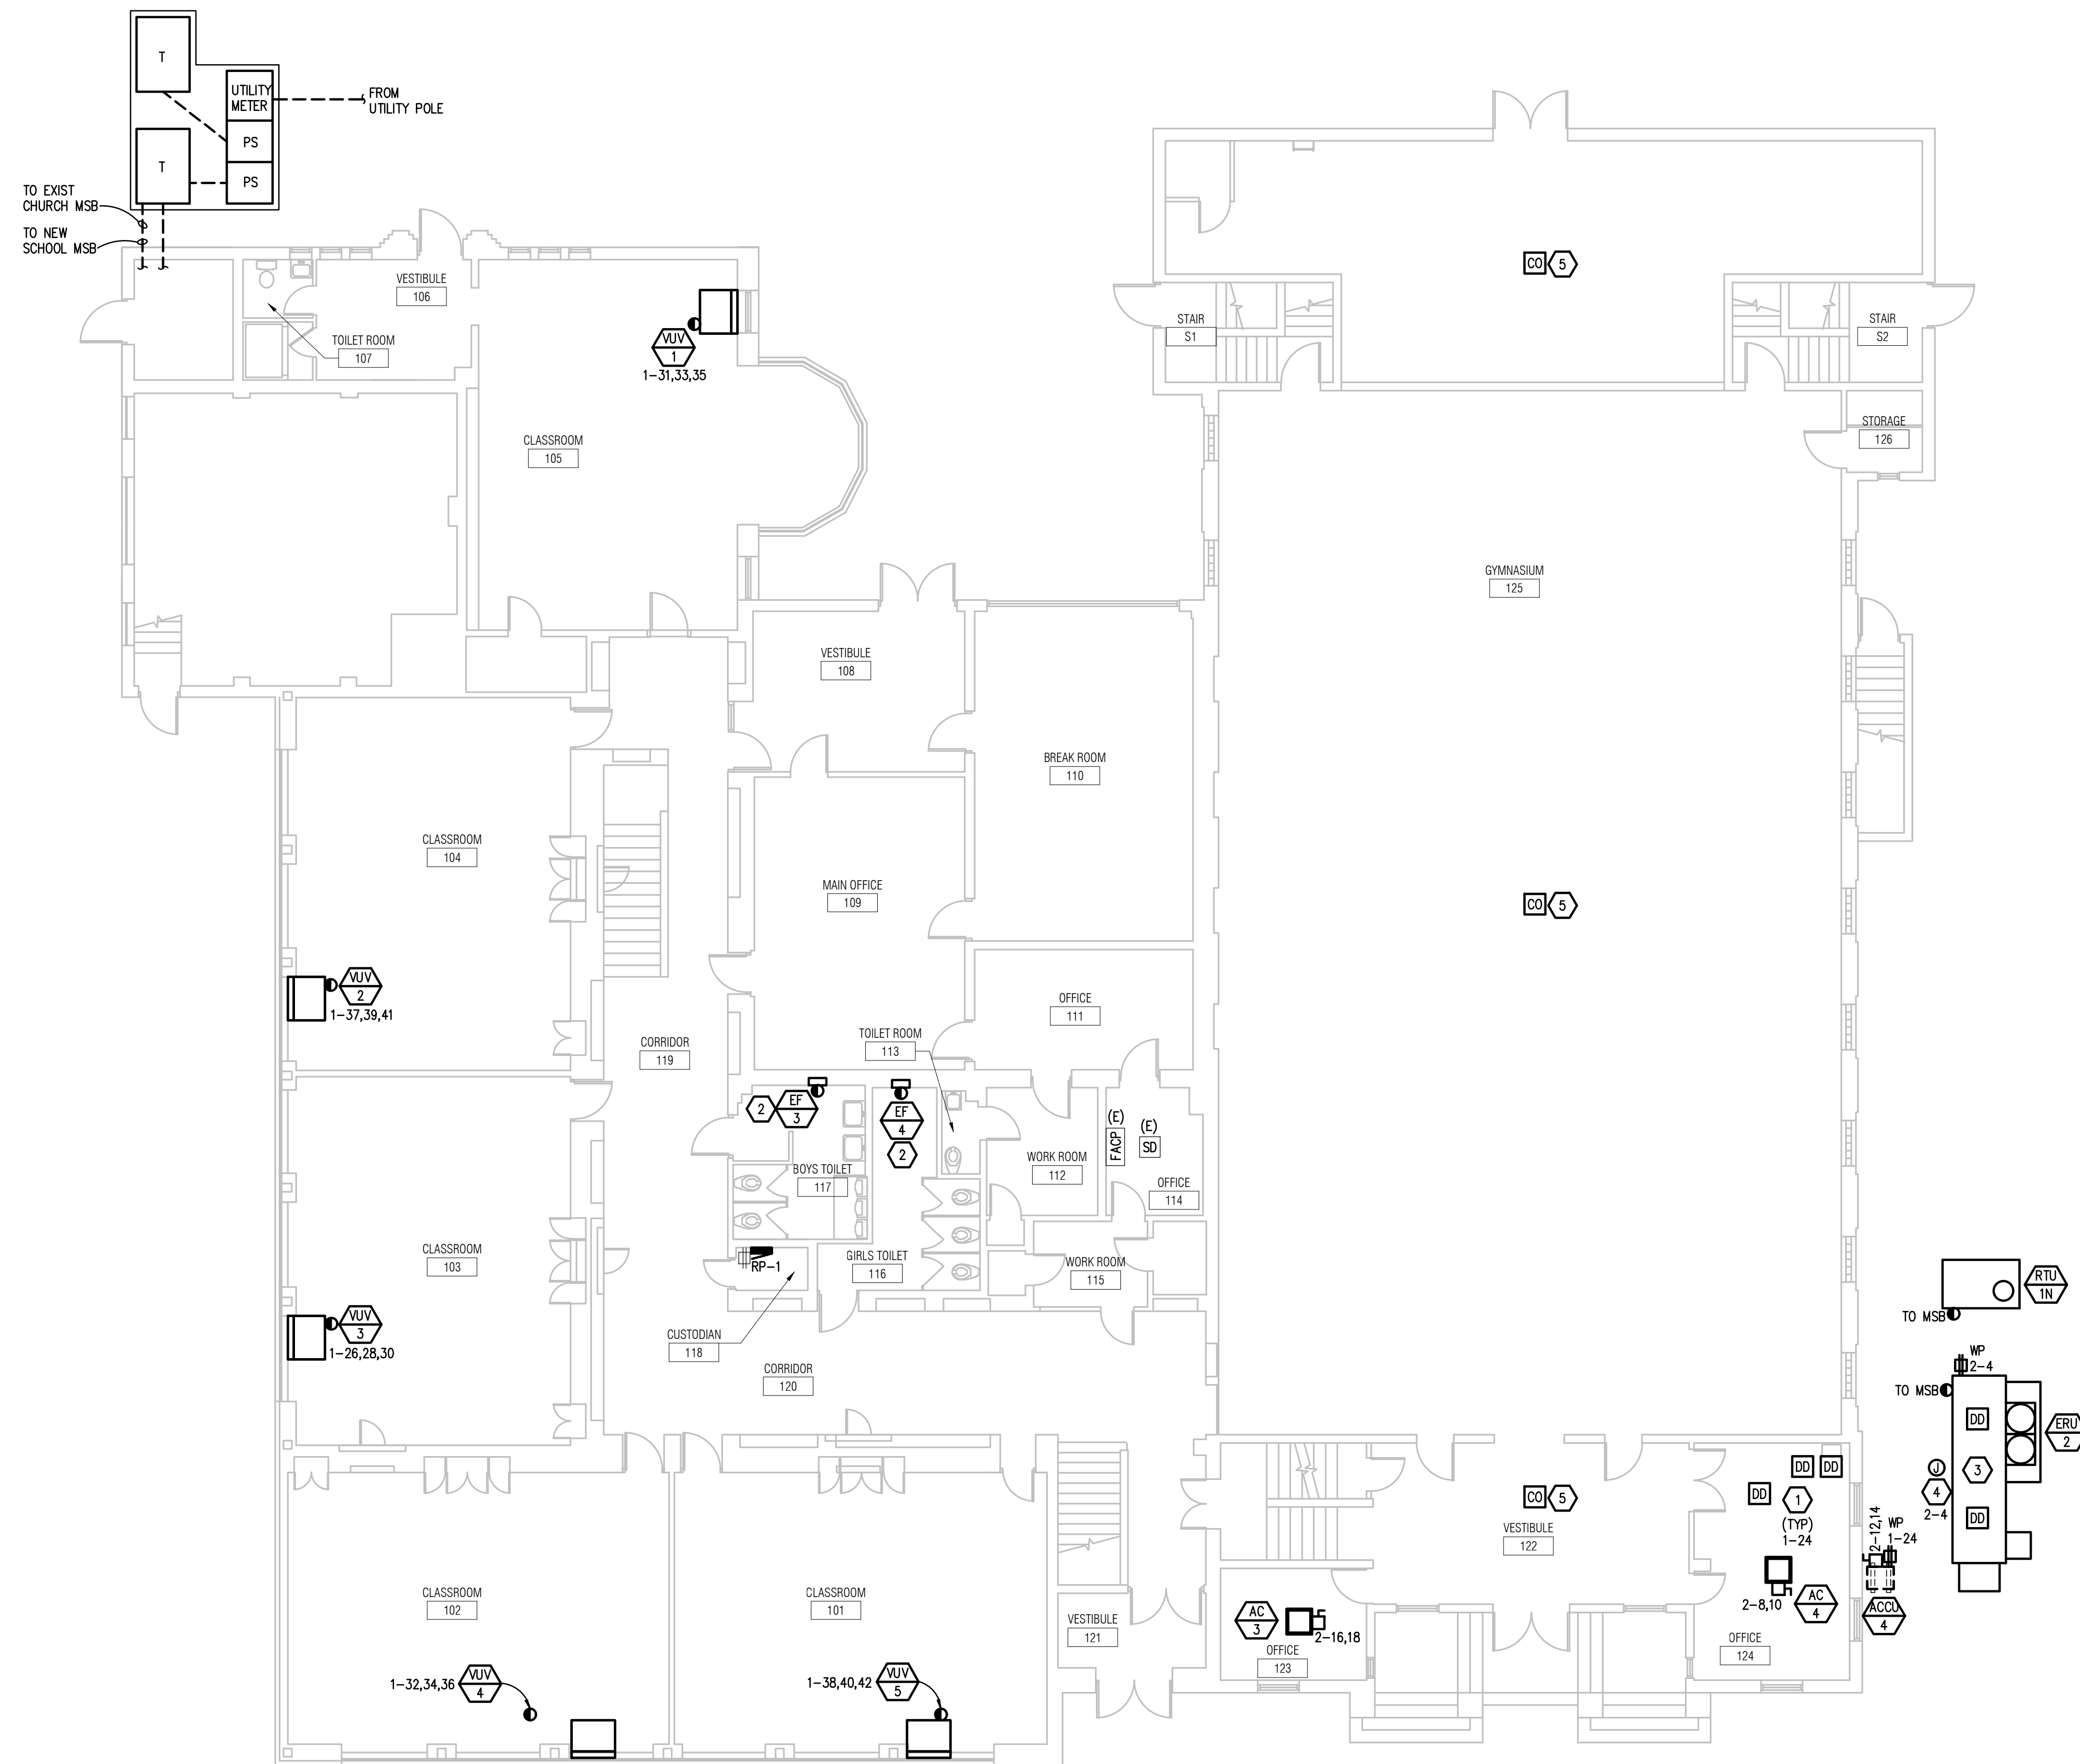 T
UTILITY
METER
FROM
UTILITY POLE
PS
T
PS
TO EXIST
CHURCH MSB
TO NEW
SCHOOL MSB
VESTIBULE
106
TOILET ROOM
107
VUV
1
1-31,33,35
CLASSROOM
105
CO
5
STAIR
S1
STAIR
S2
STORAGE
126
GYMNASIUM
125
VESTIBULE
108
BREAK ROOM
110
CLASSROOM
104
MAIN OFFICE
109
CO
5
VUV
2
1-37,39,41
OFFICE
111
TOILET ROOM
113
CORRIDOR
119
2
EF
3
EF
4
2
(E)
FACP
(E)
SD
WORK ROOM
112
BOYS TOILET
117
OFFICE
114
CLASSROOM
103
RP-1
GIRLS TOILET
116
WORK ROOM
115
VUV
3
1-26,28,30
CUSTODIAN
118
CORRIDOR
120
RTU
1N
TO MSB
WP
2-4
TO MSB
DD
ERU
2
3
J
4
2-4
DD
DD
DD
DD
1
(TYP)
1-24
CO
5
VESTIBULE
122
2-12,14
WP
1-24
2-8,10
AC
4
ACCU
4
CLASSROOM
102
CLASSROOM
101
VESTIBULE
121
AC
3
2-16,18
OFFICE
123
OFFICE
124
1-32,34,36
VUV
4
1-38,40,42
VUV
5